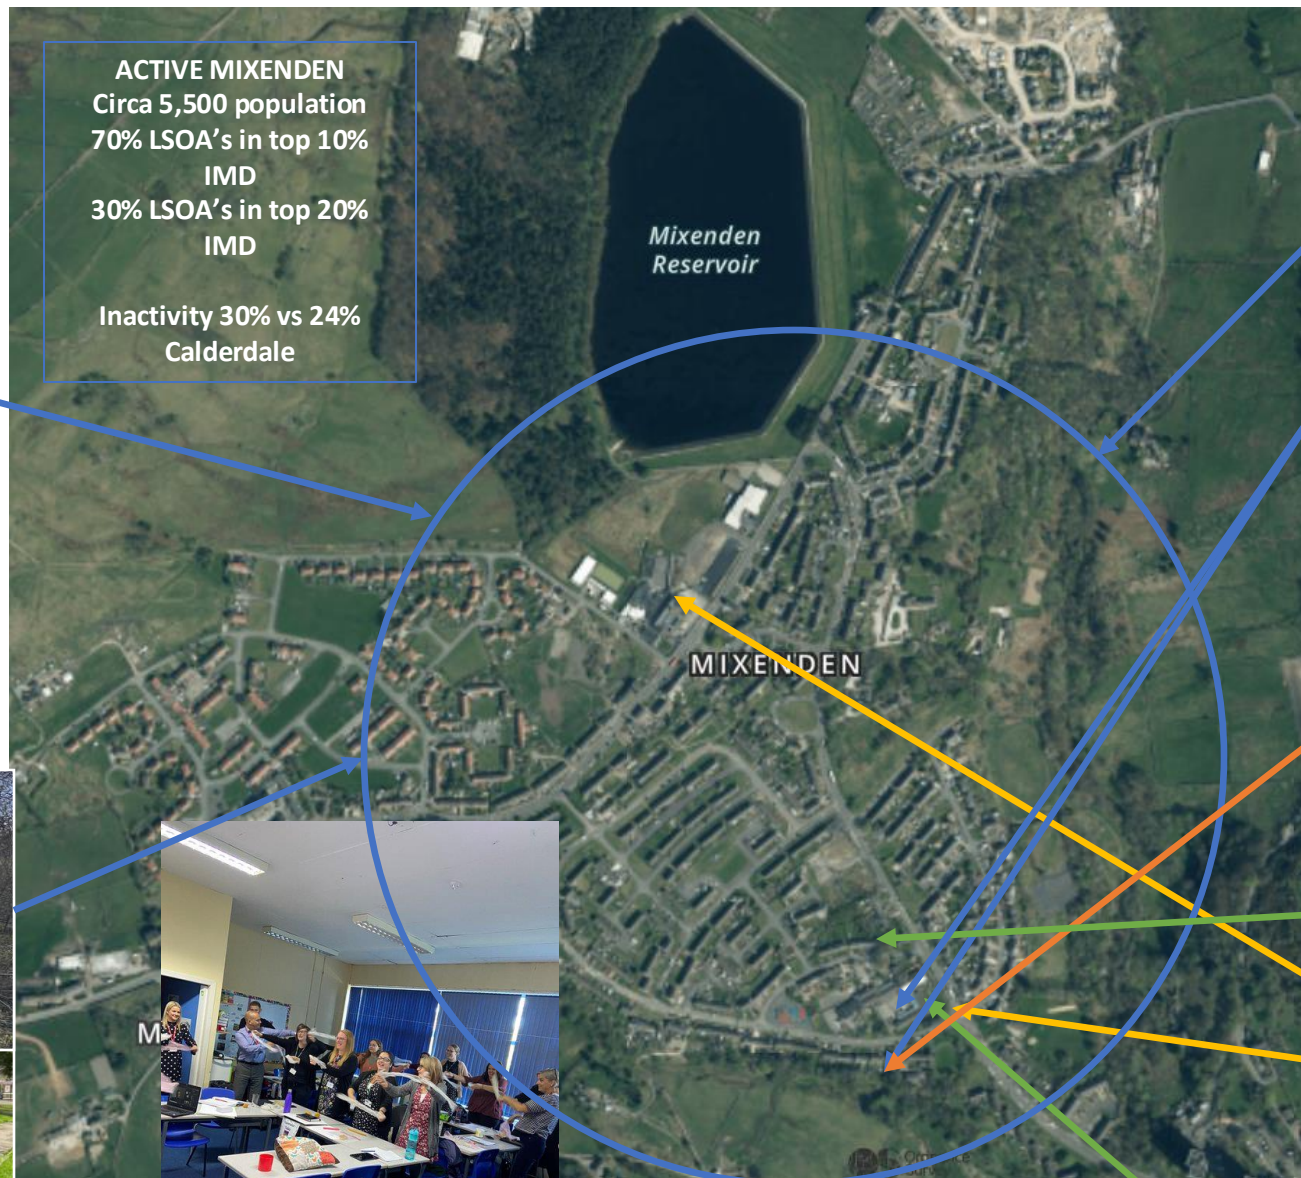 ACTIVE MIXENDEN
Circa 5,500 population
70% LSOA's in top 10%
IMD
30% LSOA's in top 20%
IMD
Inactivity 30% vs 24%
Calderdale
Mixenden
Reservoir
MIXENDEN
M